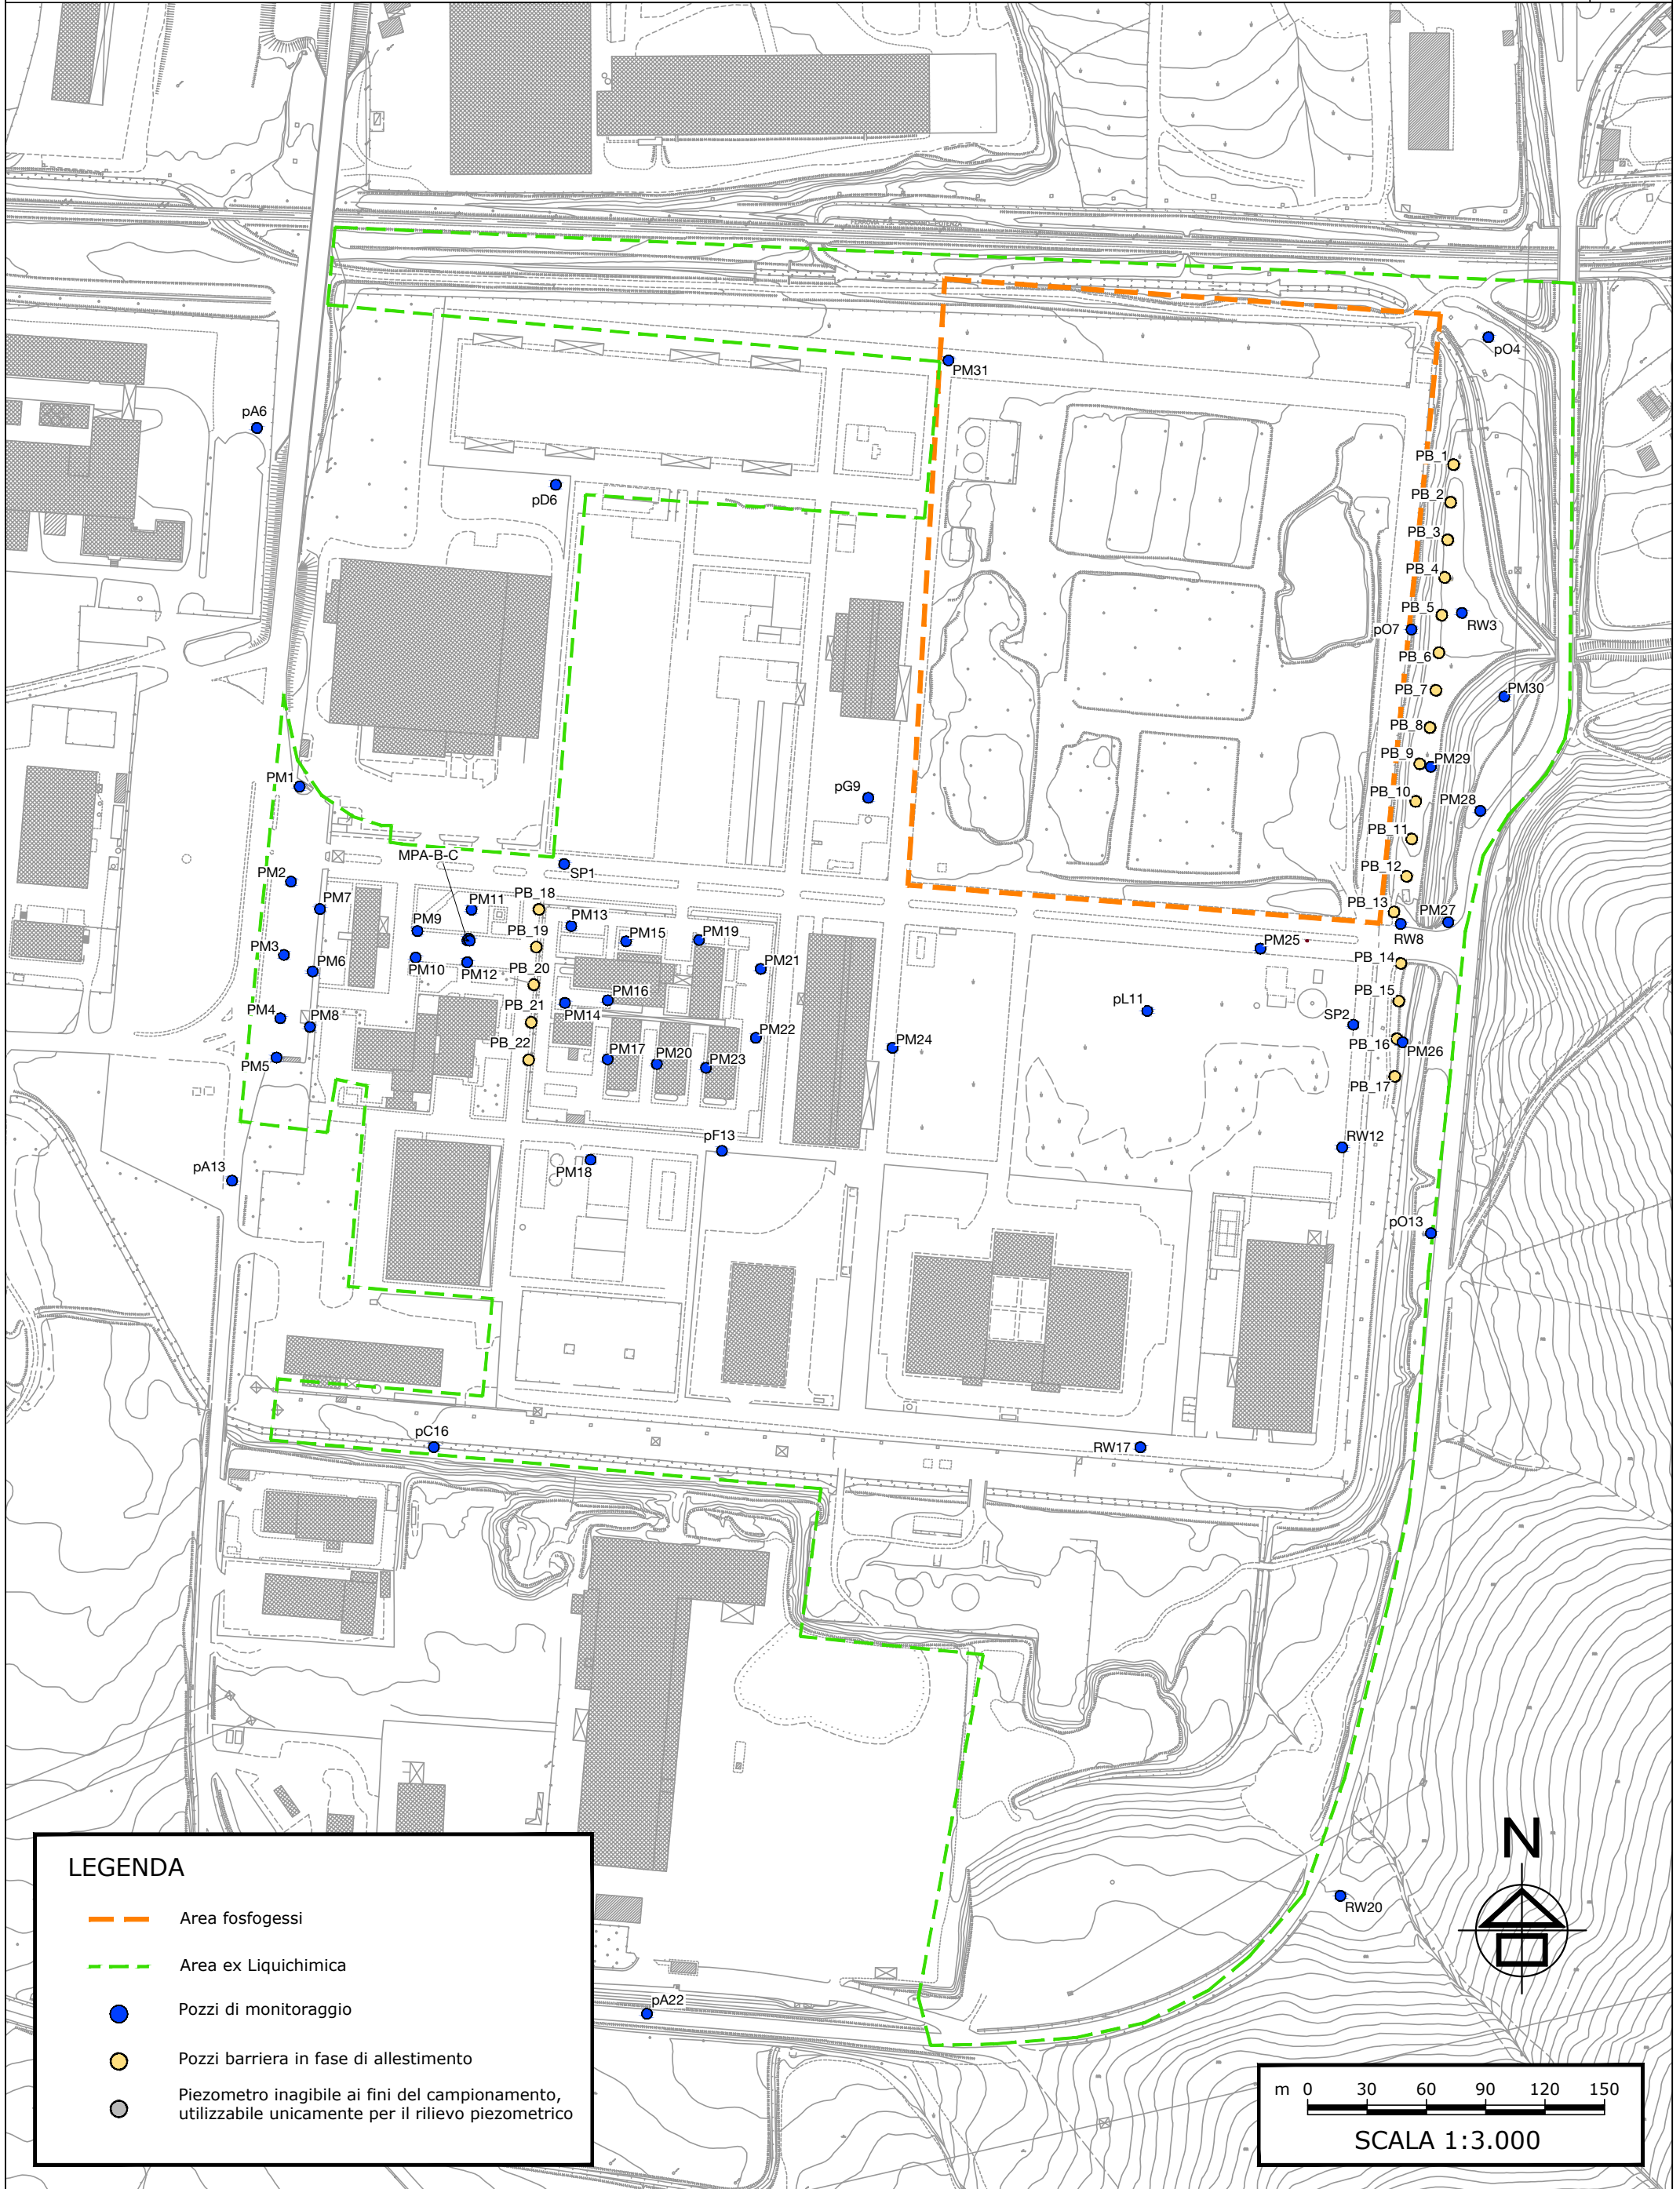 pO4
PM31
pA6
PB_1
pD6
PB_2
PB_3
PB_4
PB_5
RW3
pO7
PB_6
PB_7
PM30
PB_8
PB_9
PM29
PM1
pG9
PB_10
PM28
PB_11
MPA-B-C
SP1
PB_12
PM2
PM7
PM11
PB_18
PB_13
PM27
PM9
PM13
RW8
PM3
PB_19
PM15
PM19
PM25
PM6
PM10
PM12
PB_20
PM21
PB_14
PM4
PM8
PB_21
PM14
PM16
pL11
PB_15
SP2
PM5
PB_22
PM17
PM20
PM23
PM22
PM24
PB_16
PM26
PB_17
pF13
RW12
pA13
PM18
pO13
pC16
RW17
RW20
pA22
N
LEGENDA
Area fosfogessi
Area ex Liquichimica
Pozzi di monitoraggio
Pozzi barriera in fase di allestimento
Piezometro inagibile ai fini del campionamento,
utilizzabile unicamente per il rilievo piezometrico
m 0 30 60 90 120 150
SCALA 1:3.000